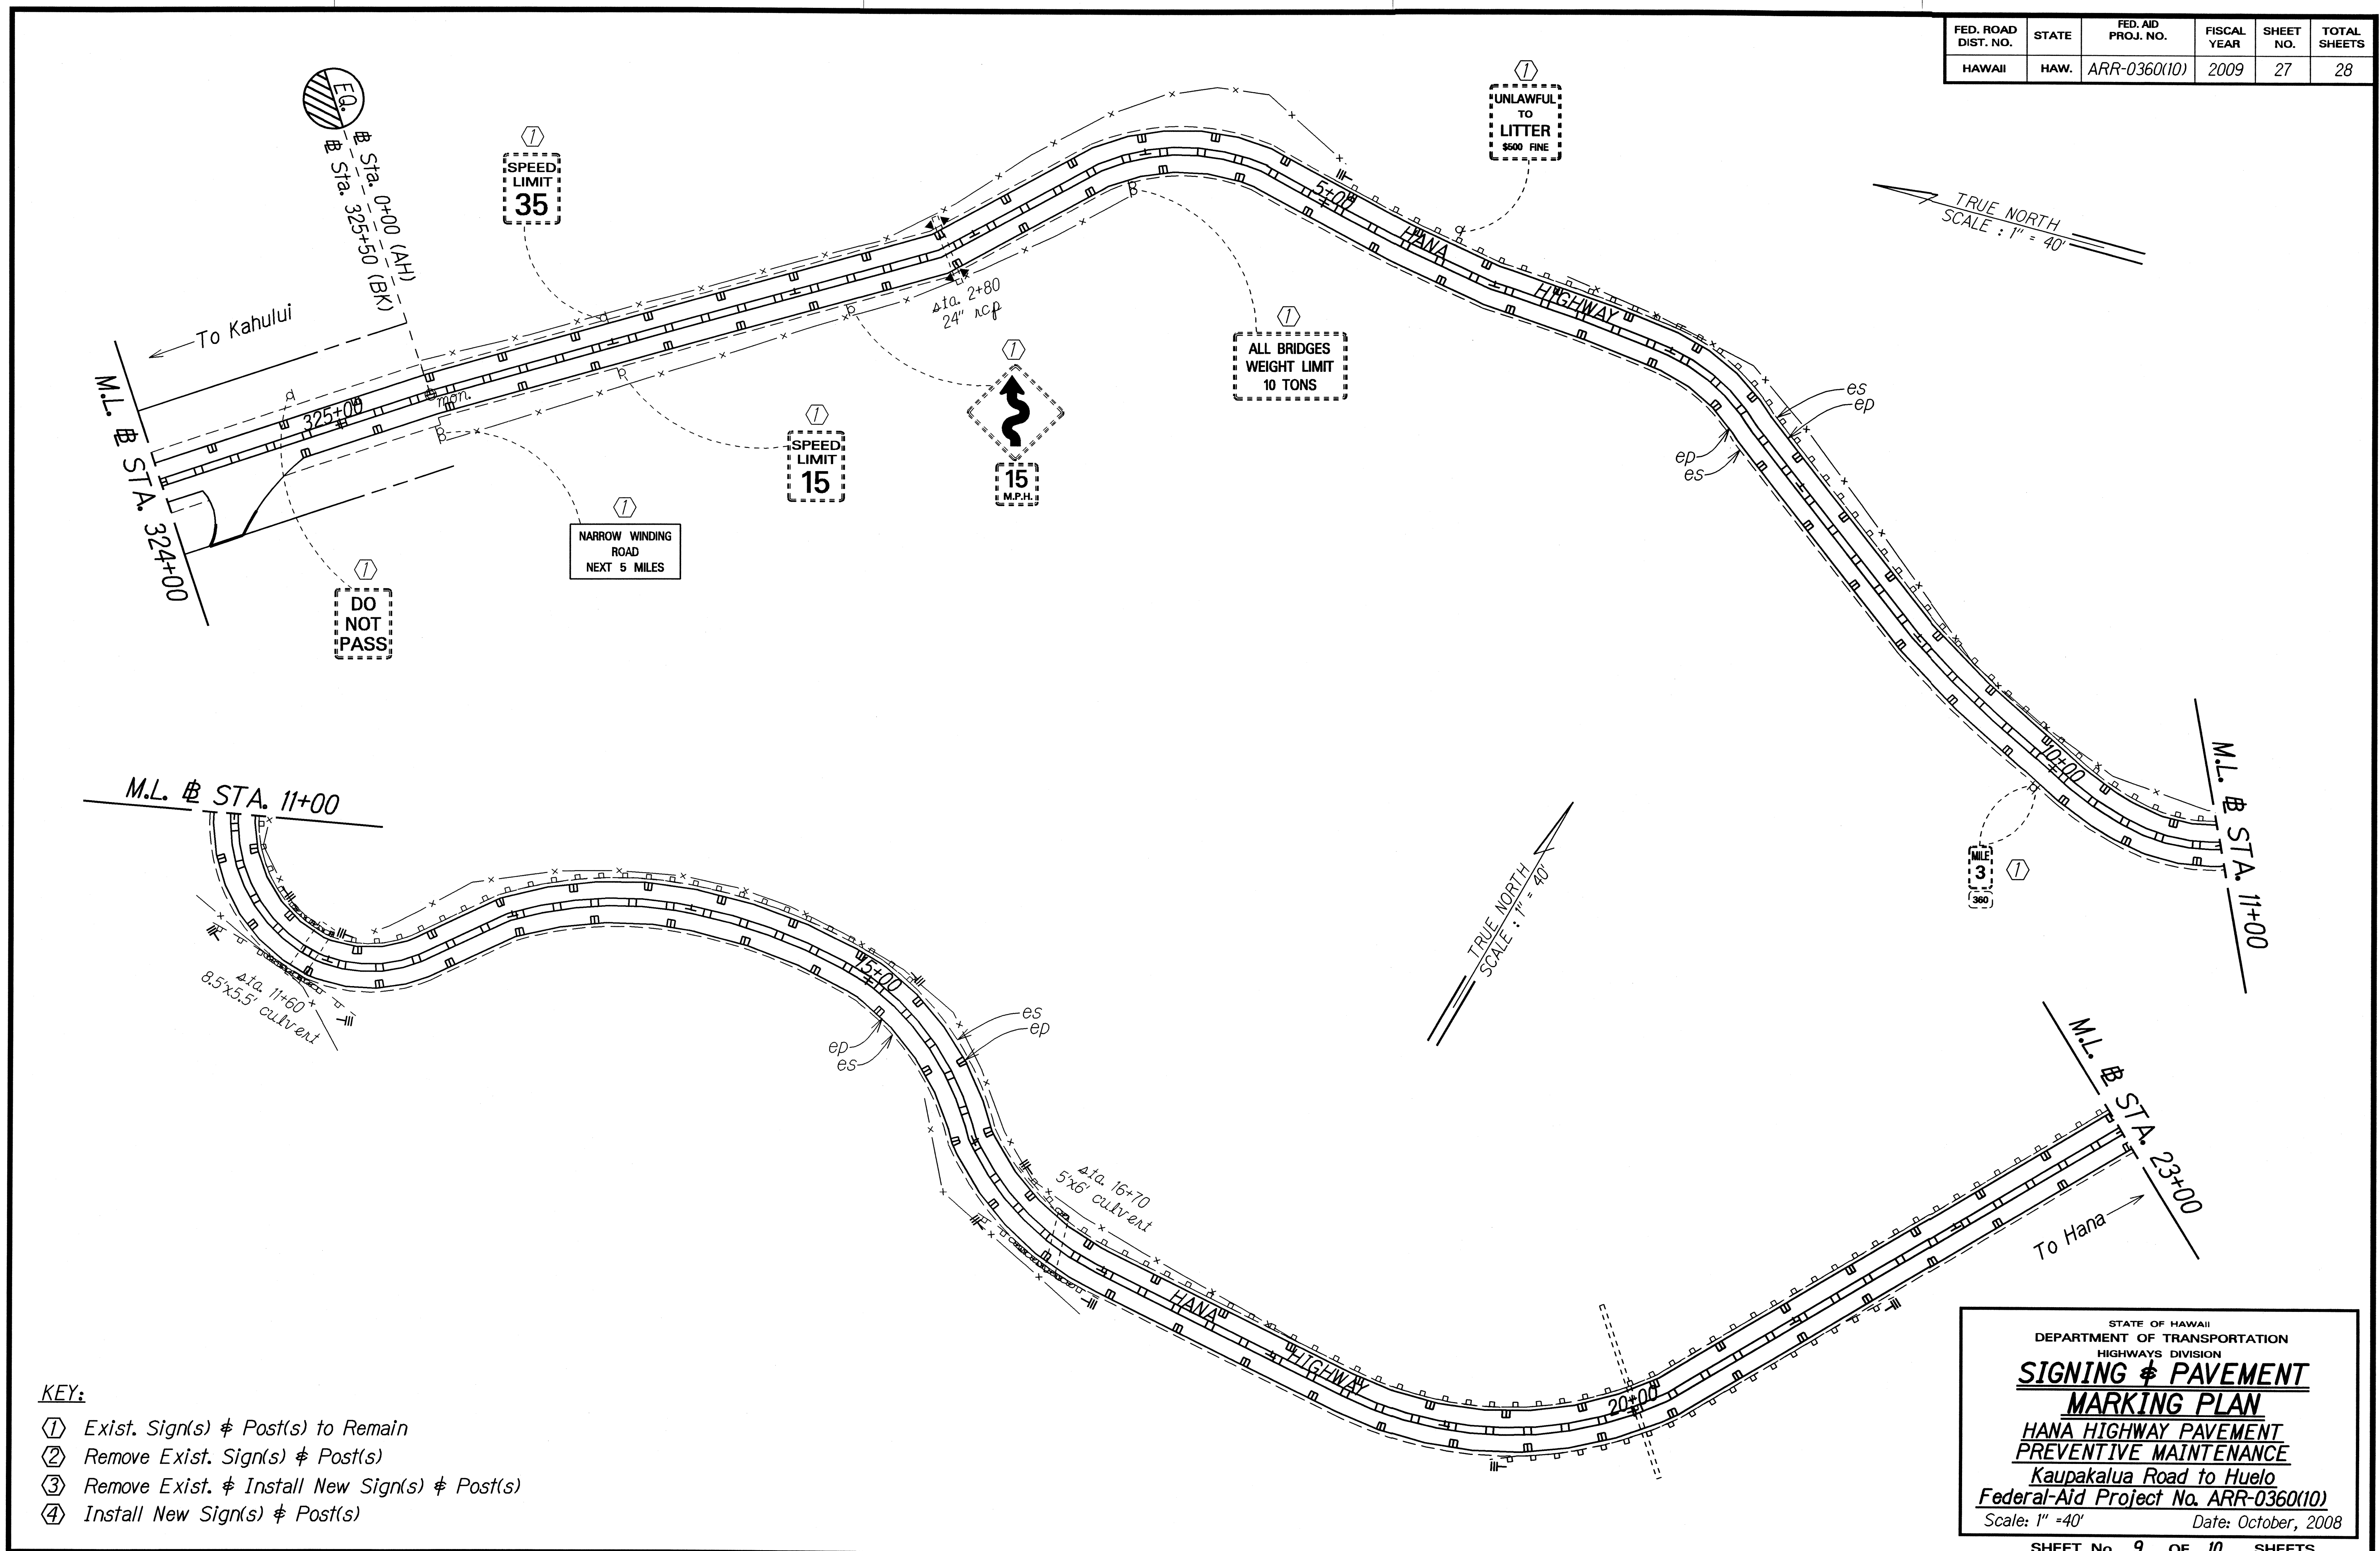 FED. ROAD DIST. NO.
STATE
FED. AID PROJ. NO.
FISCAL YEAR
SHEET NO.
TOTAL SHEETS
HAWAII
HAW.
ARR-0360(10)
2009
27
28
EQ.
℄ Sta. 0+00 (AH)
℄ Sta. 325+50 (BK)
1
SPEED
LIMIT
35
1
UNLAWFUL
TO
LITTER
$500 FINE
TRUE NORTH
SCALE : 1" = 40'
To Kahului
M.L. ℄ STA. 324+00
325+00
mon.
sta. 2+80
24" rcp
5+00
HANA
HIGHWAY
1
ALL BRIDGES
WEIGHT LIMIT
10 TONS
1
15
M.P.H.
1
SPEED
LIMIT
15
1
NARROW WINDING
ROAD
NEXT 5 MILES
1
DO
NOT
PASS
es
ep
ep
es
10+00
M.L. ℄ STA. 11+00
MILE
3
360
1
M.L. ℄ STA. 11+00
sta. 11+60
8.5'x5.5' culvert
15+00
es
ep
ep
es
TRUE NORTH
SCALE : 1" = 40'
sta. 16+70
5'x6' culvert
HANA
HIGHWAY
20+00
M.L. ℄ STA. 23+00
To Hana
KEY:
1 Exist. Sign(s) & Post(s) to Remain
2 Remove Exist. Sign(s) & Post(s)
3 Remove Exist. & Install New Sign(s) & Post(s)
4 Install New Sign(s) & Post(s)
STATE OF HAWAII
DEPARTMENT OF TRANSPORTATION
HIGHWAYS DIVISION
SIGNING & PAVEMENT
MARKING PLAN
HANA HIGHWAY PAVEMENT
PREVENTIVE MAINTENANCE
Kaupakalua Road to Huelo
Federal-Aid Project No. ARR-0360(10)
Scale: 1" =40' Date: October, 2008
SHEET No. 9 OF 10 SHEETS